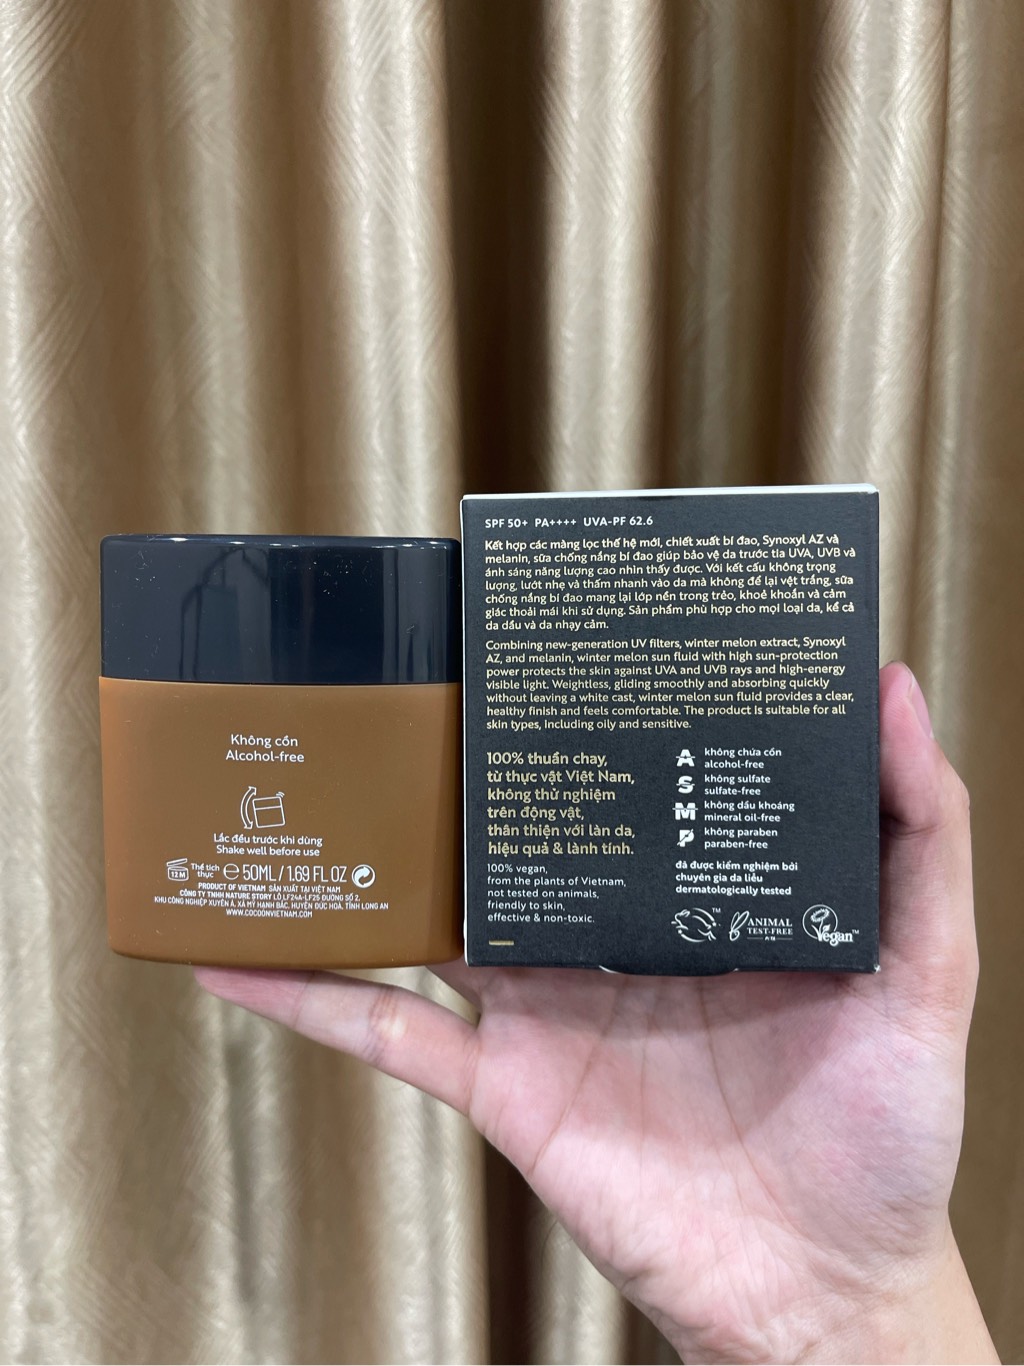 Không cồn
Alcohol-free
Lắc đều trước khi dùng
Shake well before use
12 M
Thể tích
thực
℮ 50ML / 1.69 FL OZ
PRODUCT OF VIETNAM SẢN XUẤT TẠI VIỆT NAM
CÔNG TY TNHH NATURE STORY LÔ LF24A-LF25 ĐƯỜNG SỐ 2,
KHU CÔNG NGHIỆP XUYÊN Á, XÃ MỸ HẠNH BẮC, HUYỆN ĐỨC HOÀ, TỈNH LONG AN
WWW.COCOONVIETNAM.COM
SPF 50+ PA++++ UVA-PF 62.6
Kết hợp các màng lọc thế hệ mới, chiết xuất bí đao, Synoxyl AZ và
melanin, sữa chống nắng bí đao giúp bảo vệ da trước tia UVA, UVB và
ánh sáng năng lượng cao nhìn thấy được. Với kết cấu không trọng
lượng, lướt nhẹ và thấm nhanh vào da mà không để lại vệt trắng, sữa
chống nắng bí đao mang lại lớp nền trong trẻo, khoẻ khoắn và cảm
giác thoải mái khi sử dụng. Sản phẩm phù hợp cho mọi loại da, kể cả
da dầu và da nhạy cảm.
Combining new-generation UV filters, winter melon extract, Synoxyl
AZ, and melanin, winter melon sun fluid with high sun-protection
power protects the skin against UVA and UVB rays and high-energy
visible light. Weightless, gliding smoothly and absorbing quickly
without leaving a white cast, winter melon sun fluid provides a clear,
healthy finish and feels comfortable. The product is suitable for all
skin types, including oily and sensitive.
100% thuần chay,
từ thực vật Việt Nam,
không thử nghiệm
trên động vật,
thân thiện với làn da,
hiệu quả & lành tính.
100% vegan,
from the plants of Vietnam,
not tested on animals,
friendly to skin,
effective & non-toxic.
A không chứa cồn
alcohol-free
S không sulfate
sulfate-free
M không dầu khoáng
mineral oil-free
P không paraben
paraben-free
đã được kiểm nghiệm bởi
chuyên gia da liễu
dermatologically tested
TM
ANIMAL
TEST-FREE
Vegan™